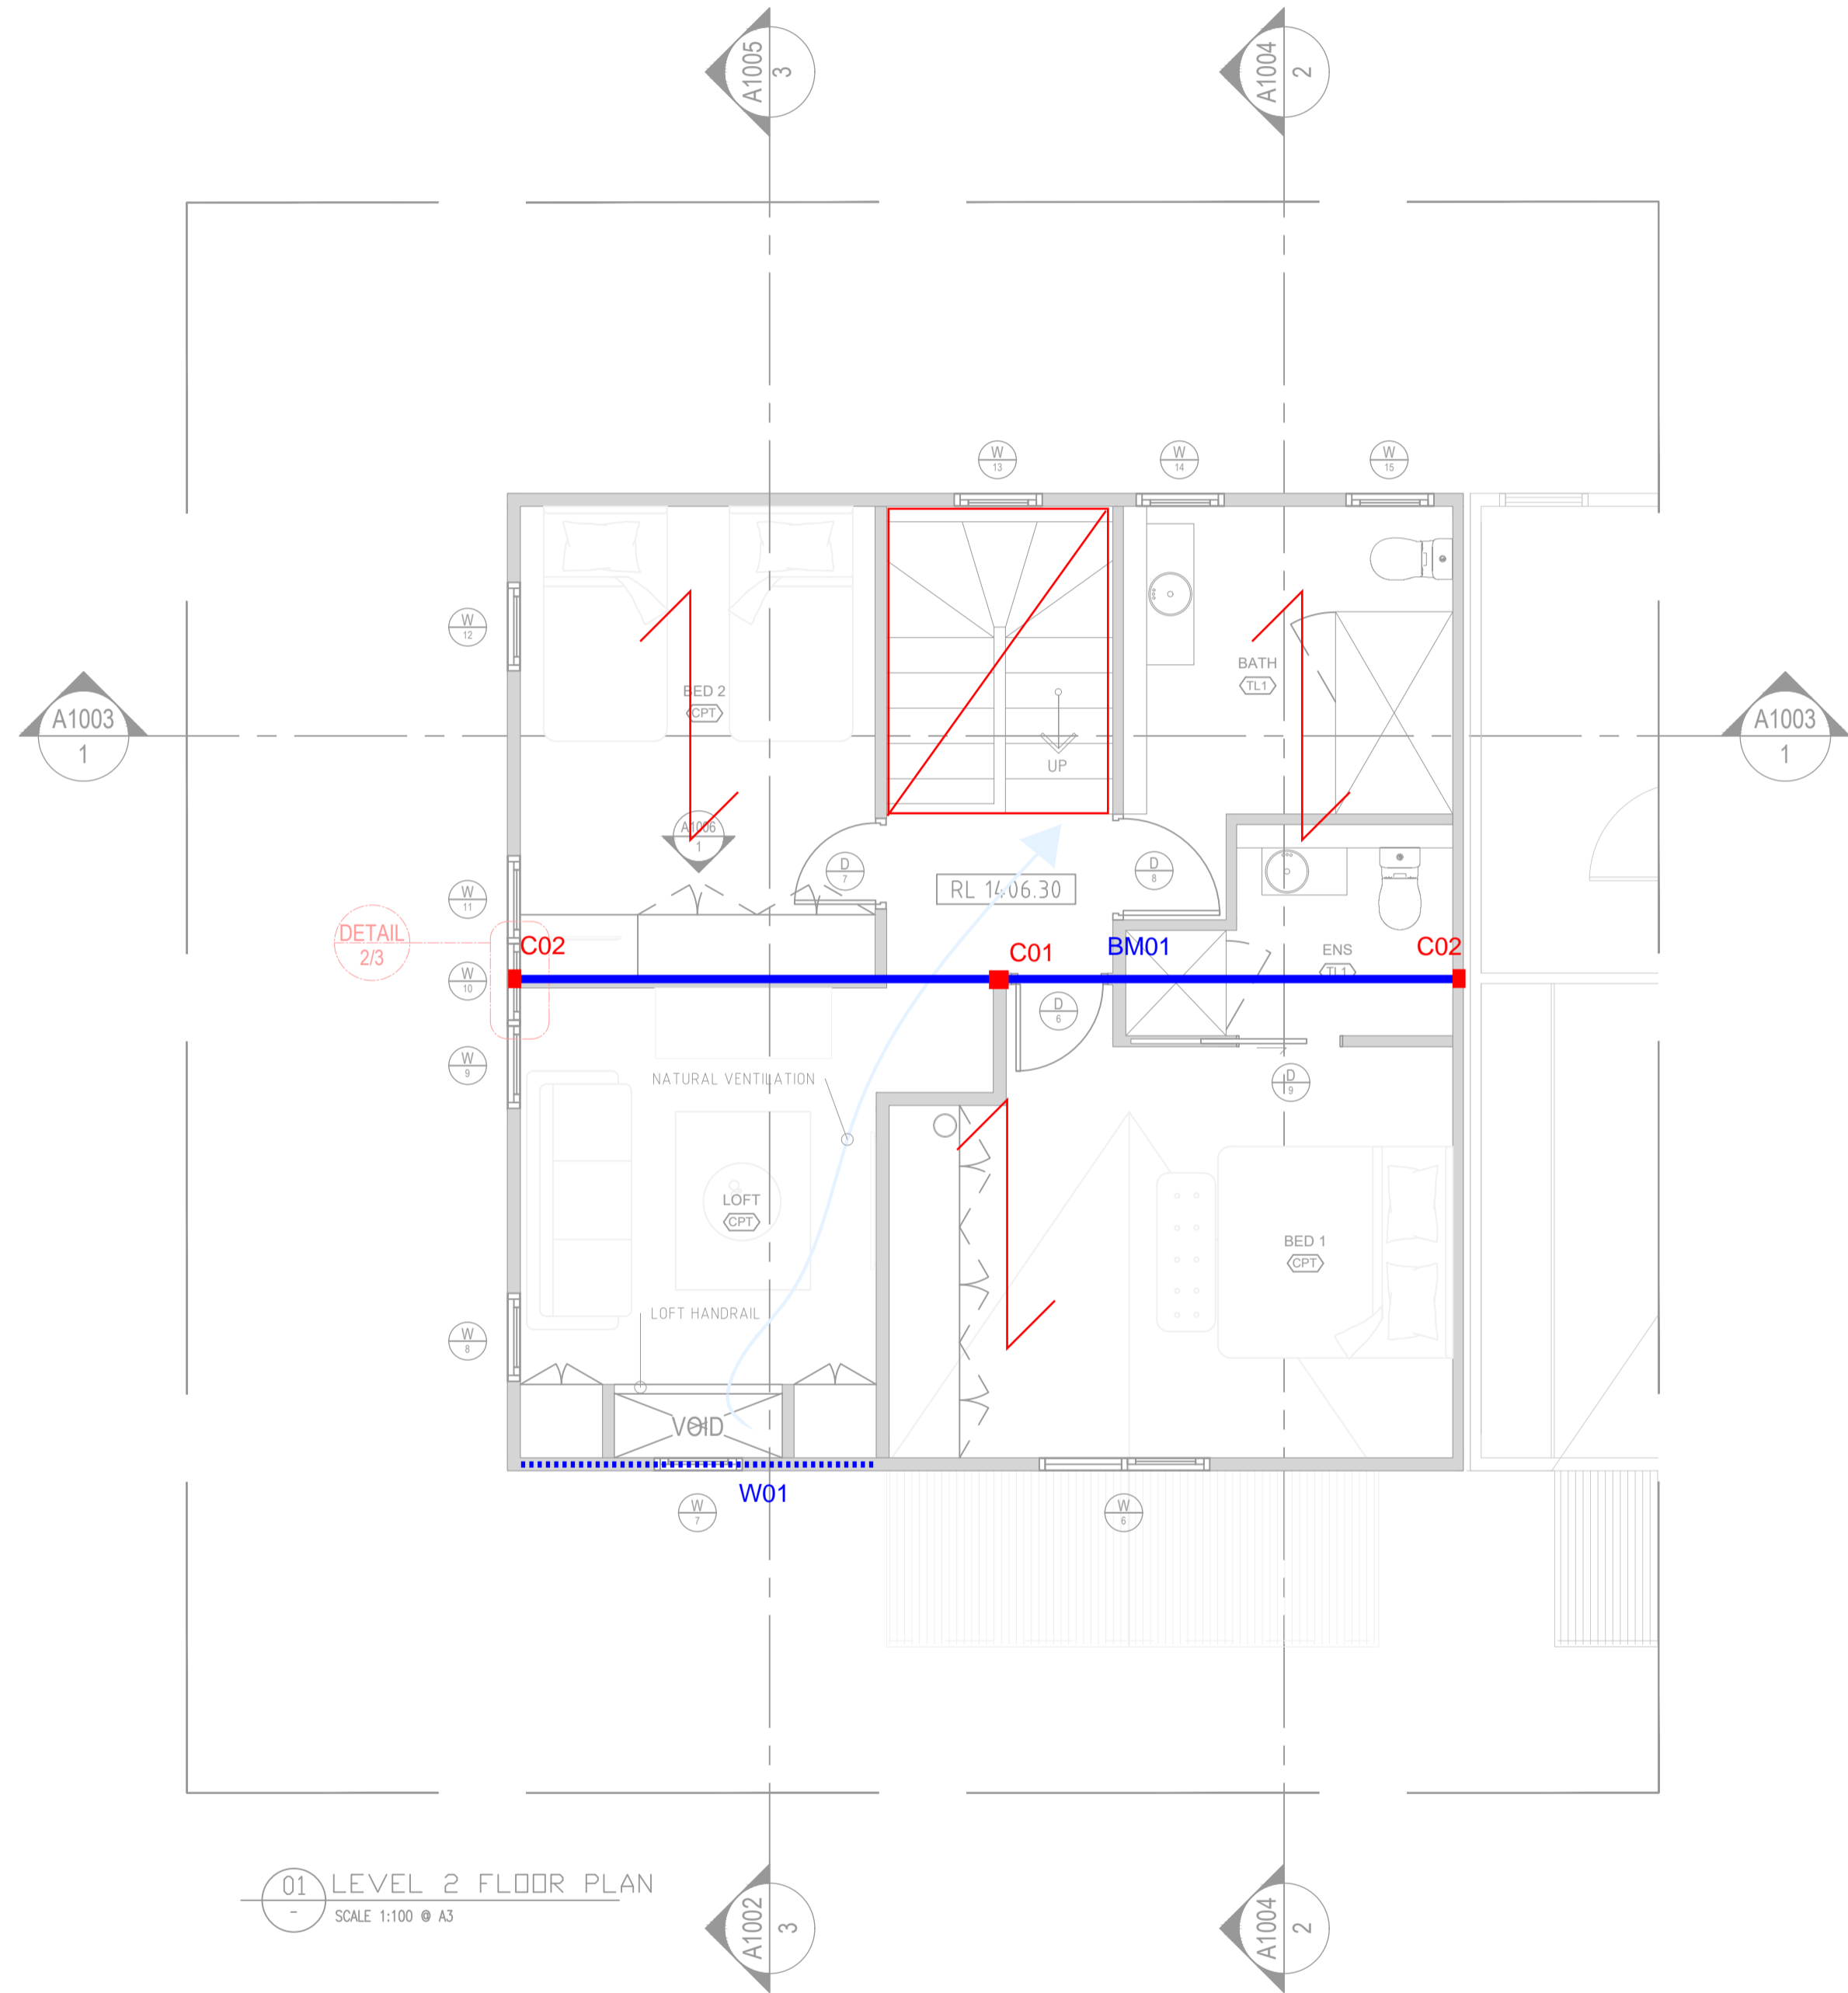 A1005
3
A1004
2
W
13
W
14
W
15
W
12
BED 2
CPT
BATH
TL1
A1003
1
A1003
1
UP
A1006
1
D
7
D
8
RL 1406.30
W
11
DETAIL
2/3
C02
C01
BM01
ENS
TL1
C02
W
10
D
6
W
9
NATURAL VENTILATION
D
9
LOFT
CPT
BED 1
CPT
LOFT HANDRAIL
W
8
VOID
W01
W
7
W
6
01
-
LEVEL 2 FLOOR PLAN
SCALE 1:100 @ A3
A1002
3
A1004
2